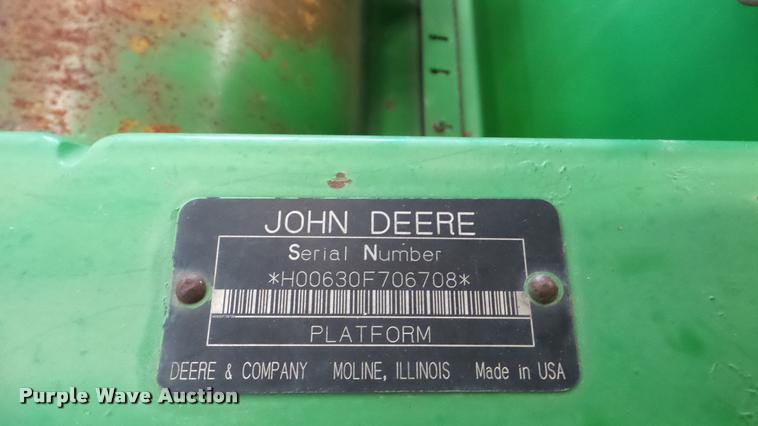 JOHN DEERE
Serial Number
*H00630F706708*
PLATFORM
DEERE & COMPANY MOLINE, ILLINOIS Made in USA
Purple Wave Auction